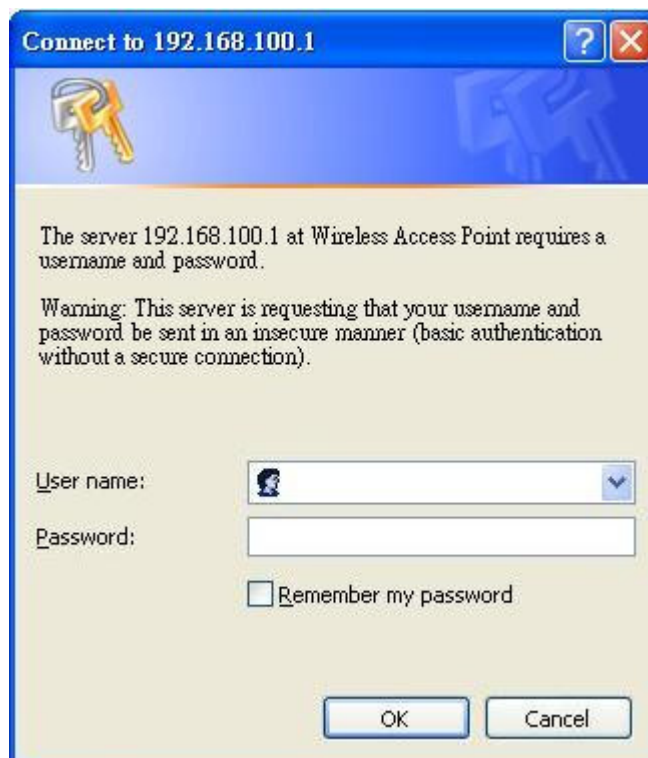 Connect to 192.168.100.1
?
The server 192.168.100.1 at Wireless Access Point requires a
username and password.
Warning: This server is requesting that your username and
password be sent in an insecure manner (basic authentication
without a secure connection).
User name:
Password:
Remember my password
OK
Cancel